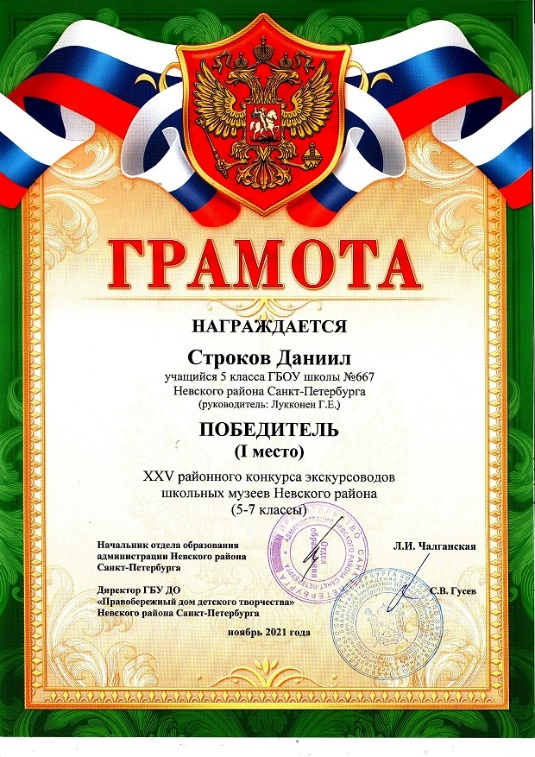 ГРАМОТА
НАГРАЖДАЕТСЯ
Строков Даниил
учащийся 5 класса ГБОУ школы №667
Невского района Санкт-Петербурга
(руководитель: Лукконен Г.Е.)
ПОБЕДИТЕЛЬ
(I место)
XXV районного конкурса экскурсоводов
школьных музеев Невского района
(5-7 классы)
Начальник отдела образования
администрации Невского района
Санкт-Петербурга
Л.И. Чалганская
Директор ГБУ ДО
«Правобережный дом детского творчества»
Невского района Санкт-Петербурга
С.В. Гусев
ноябрь 2021 года
Отдел
образования